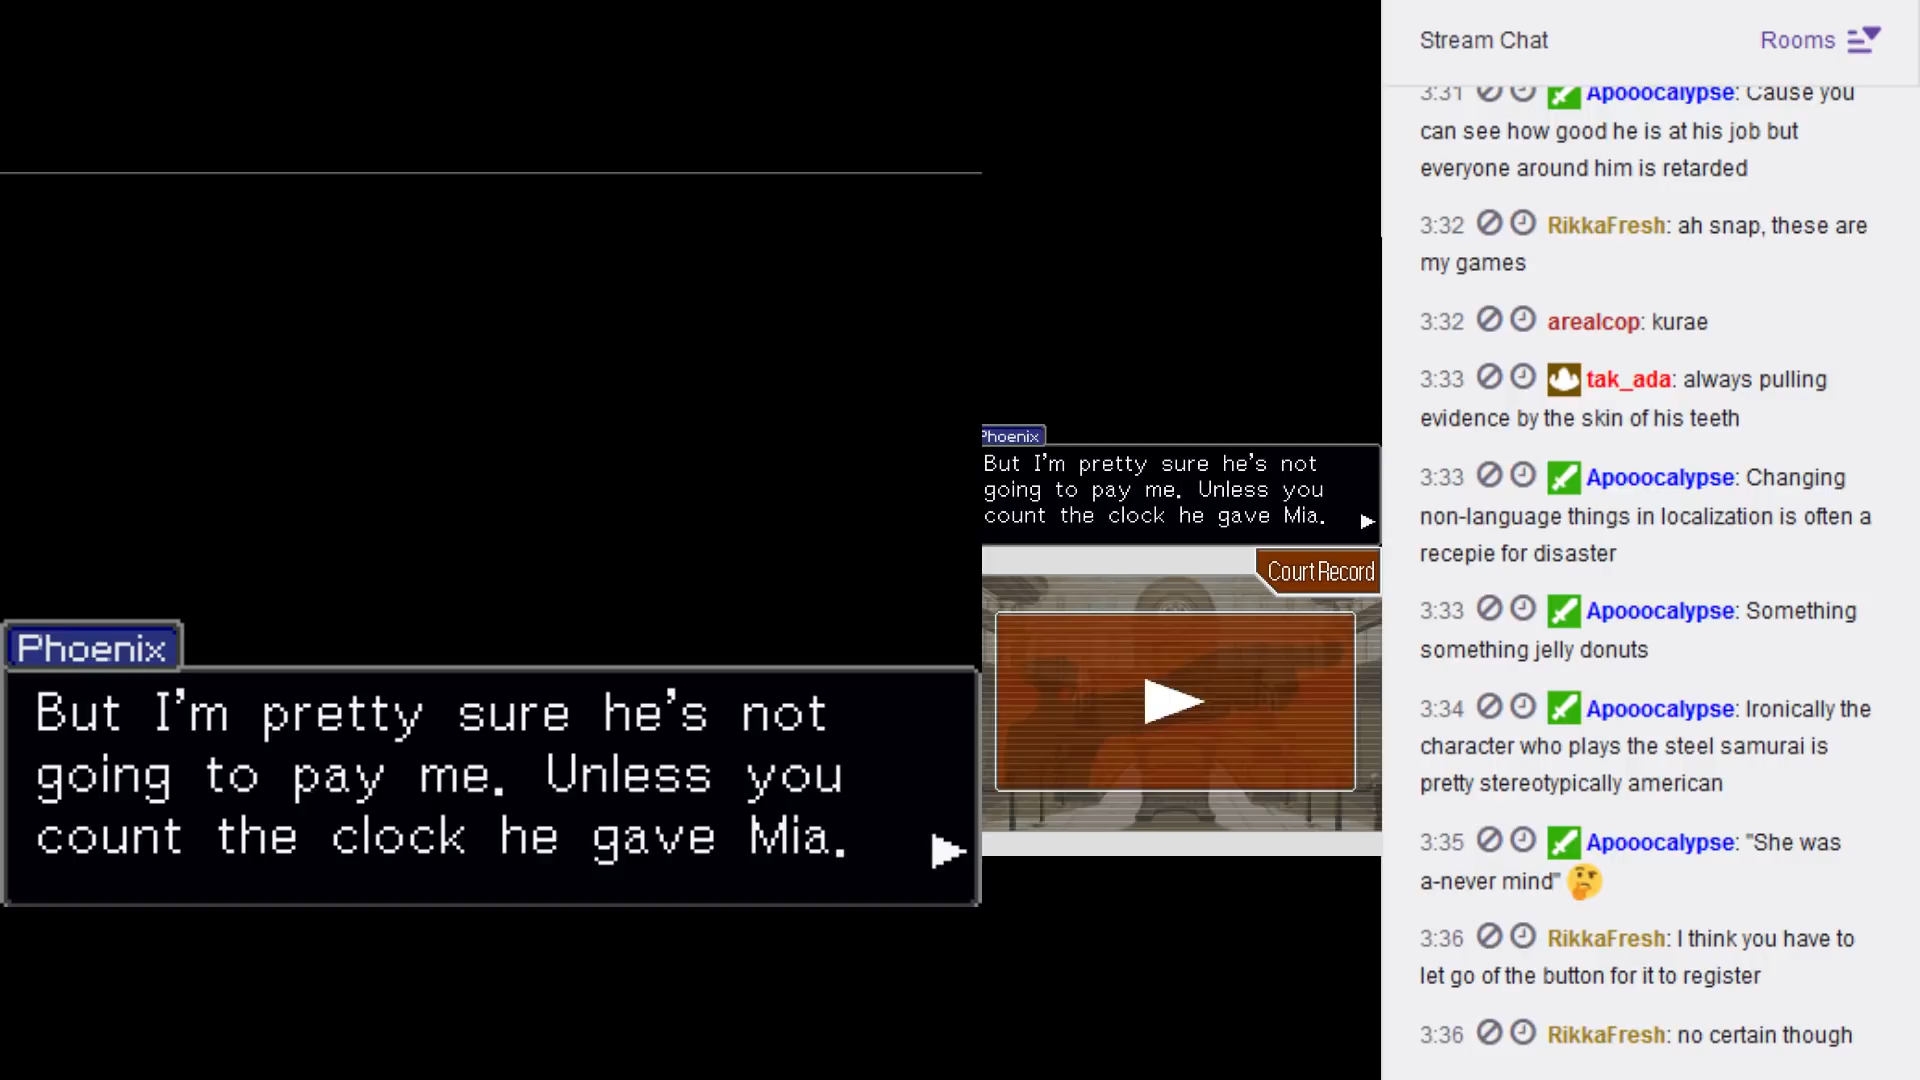 Phoenix
But I'm pretty sure he's not
going to pay me. Unless you
count the clock he gave Mia.
Phoenix
But I'm pretty sure he's not
going to pay me. Unless you
count the clock he gave Mia.
Court Record
Stream Chat
Rooms
3:31 Apooocalypse: Cause you
can see how good he is at his job but
everyone around him is retarded
3:32 RikkaFresh: ah snap, these are
my games
3:32 arealcop: kurae
3:33 tak_ada: always pulling
evidence by the skin of his teeth
3:33 Apooocalypse: Changing
non-language things in localization is often a
recepie for disaster
3:33 Apooocalypse: Something
something jelly donuts
3:34 Apooocalypse: Ironically the
character who plays the steel samurai is
pretty stereotypically american
3:35 Apooocalypse: "She was
a-never mind" 🤔
3:36 RikkaFresh: I think you have to
let go of the button for it to register
3:36 RikkaFresh: no certain though